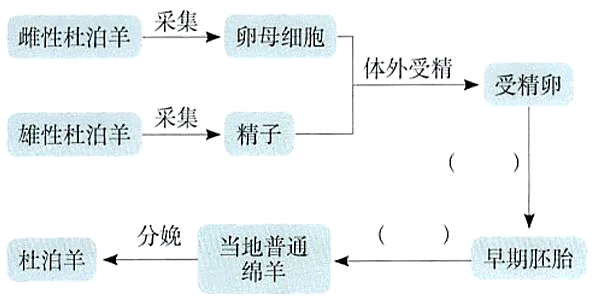 雌性杜泊羊
采集
卵母细胞
体外受精
受精卵
雄性杜泊羊
采集
精子
(    )
早期胚胎
(    )
当地普通
绵羊
分娩
杜泊羊